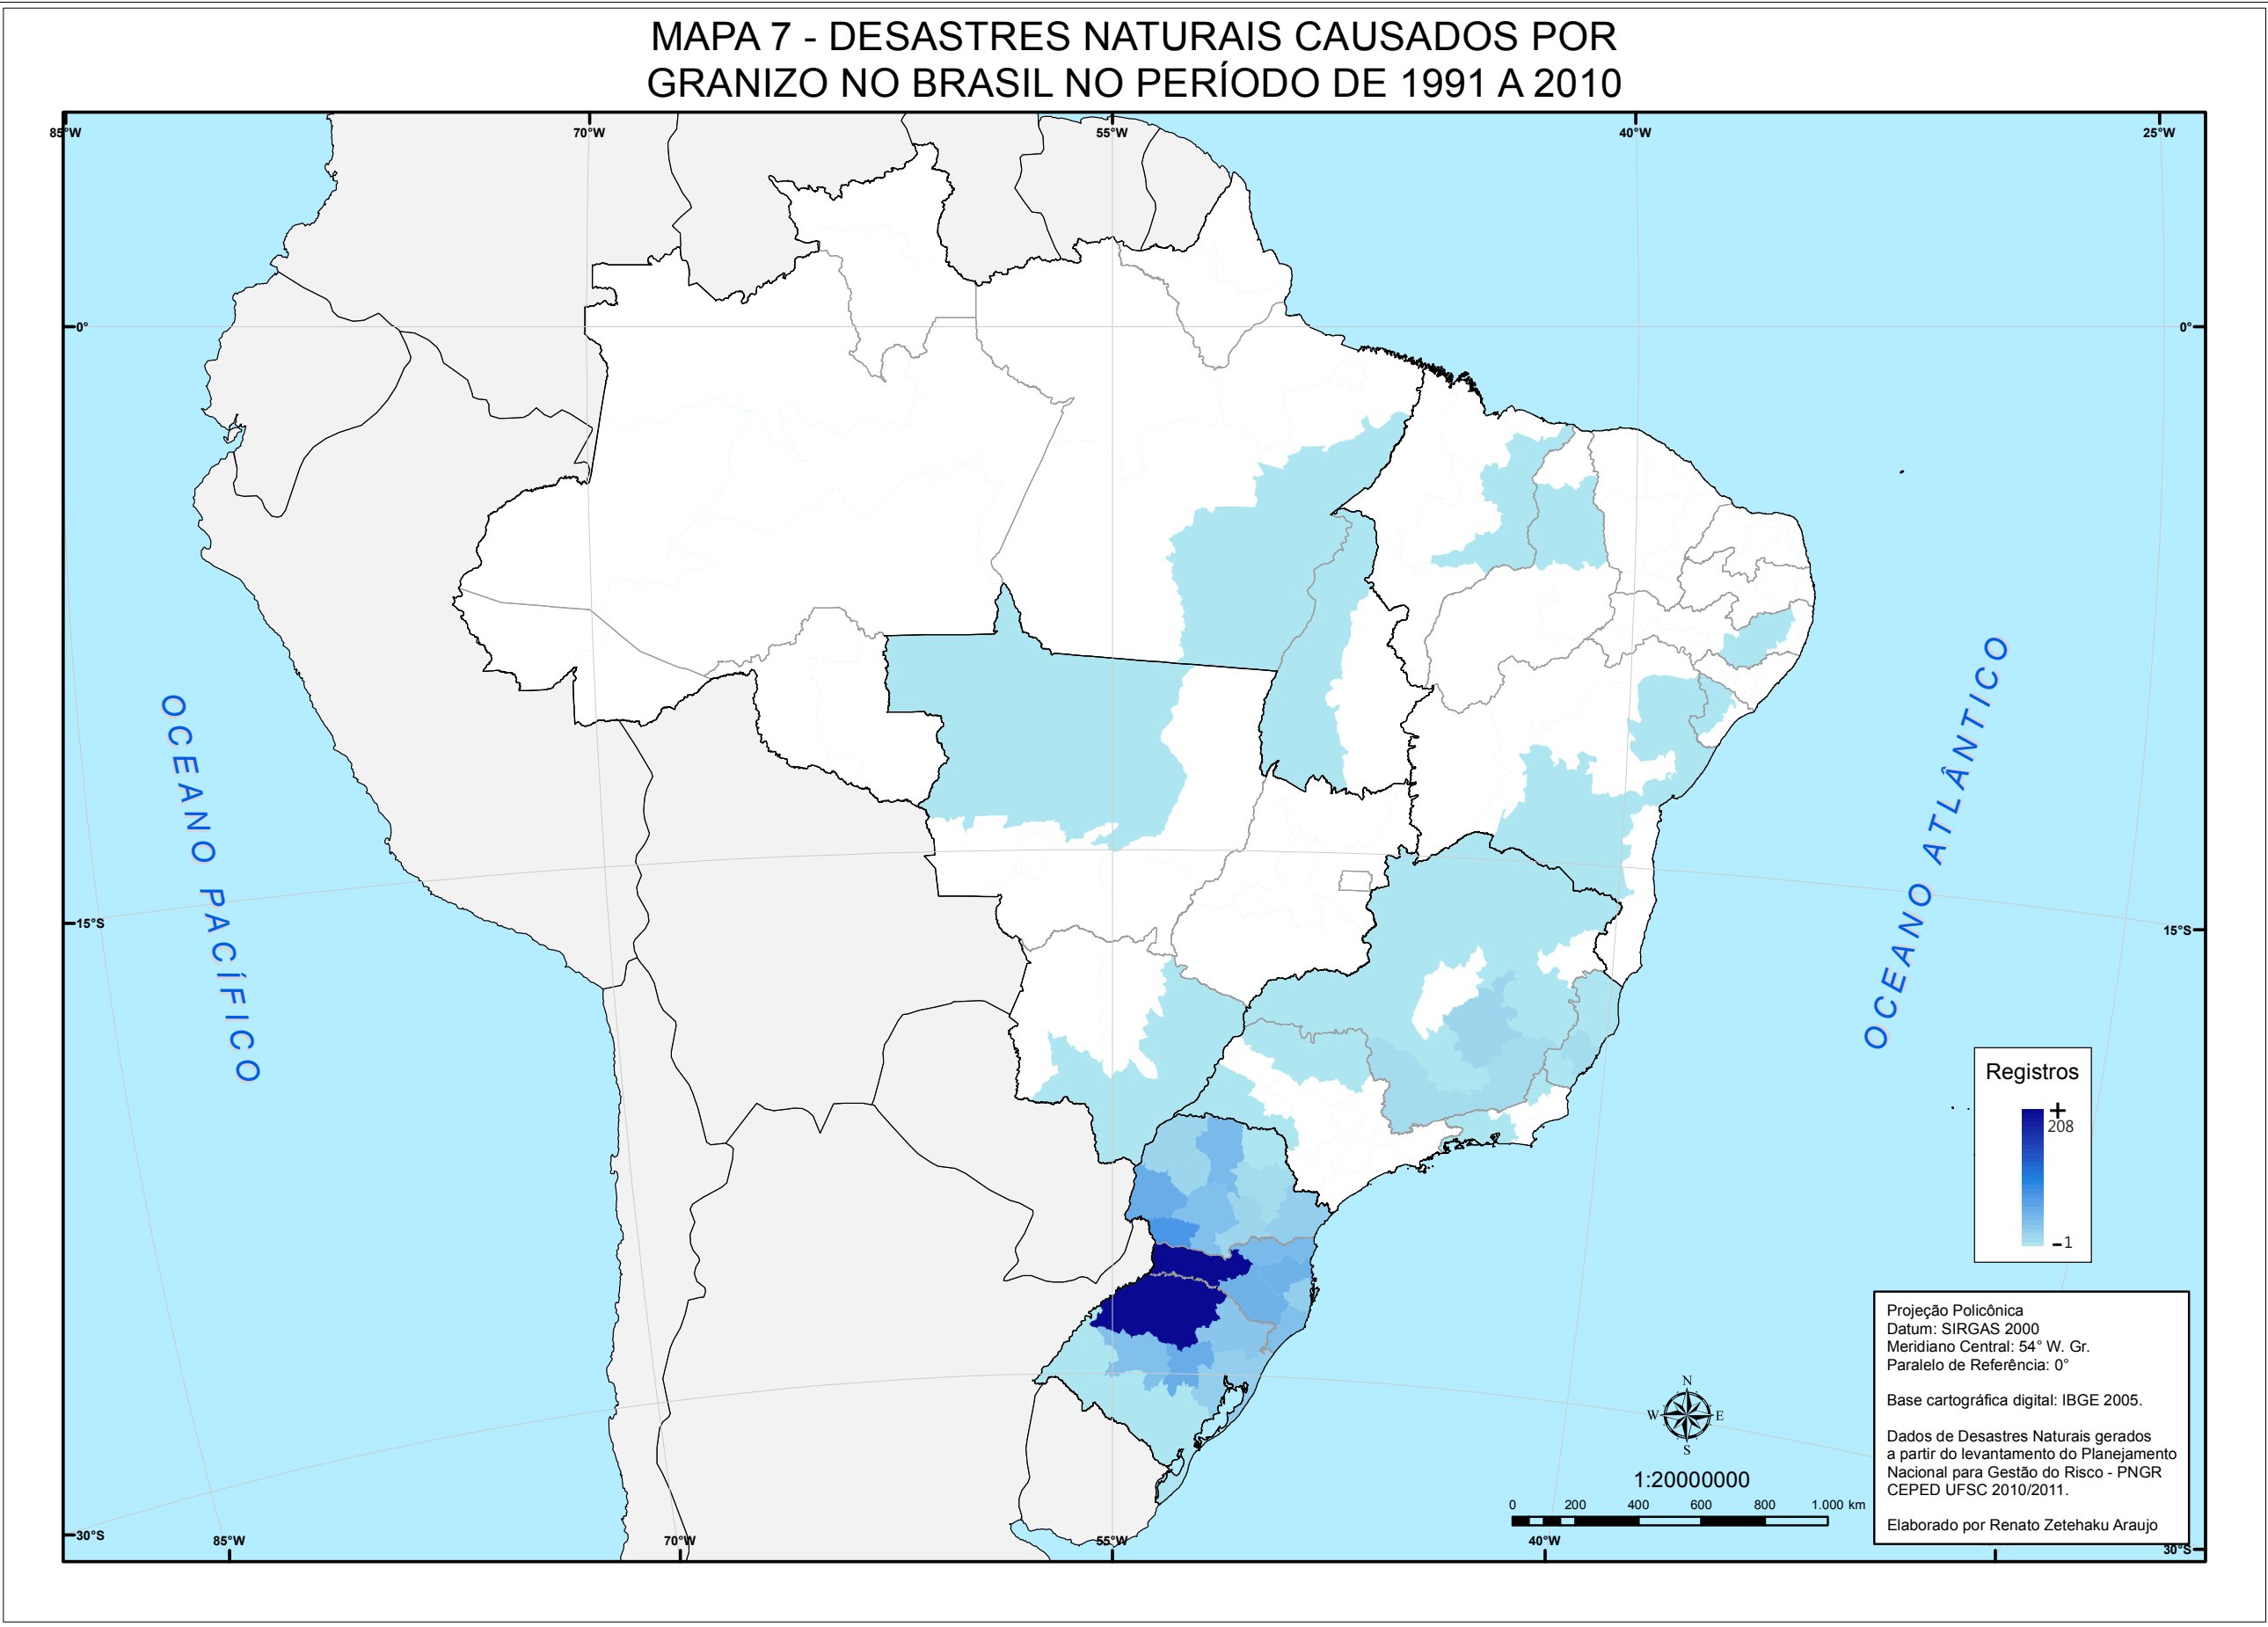 MAPA 7 - DESASTRES NATURAIS CAUSADOS POR
GRANIZO NO BRASIL NO PERÍODO DE 1991 A 2010
85°W
70°W
55°W
40°W
25°W
0°
0°
OCEANO PACÍFICO
OCEANO ATLÂNTICO
15°S
15°S
Registros
+
208
-1
Projeção Policônica
Datum: SIRGAS 2000
Meridiano Central: 54° W. Gr.
Paralelo de Referência: 0°
Base cartográfica digital: IBGE 2005.
Dados de Desastres Naturais gerados
a partir do levantamento do Planejamento
Nacional para Gestão do Risco - PNGR
CEPED UFSC 2010/2011.
Elaborado por Renato Zetehaku Araujo
N
W
E
S
1:20000000
0 200 400 600 800 1.000 km
30°S
30°S
85°W
70°W
55°W
40°W